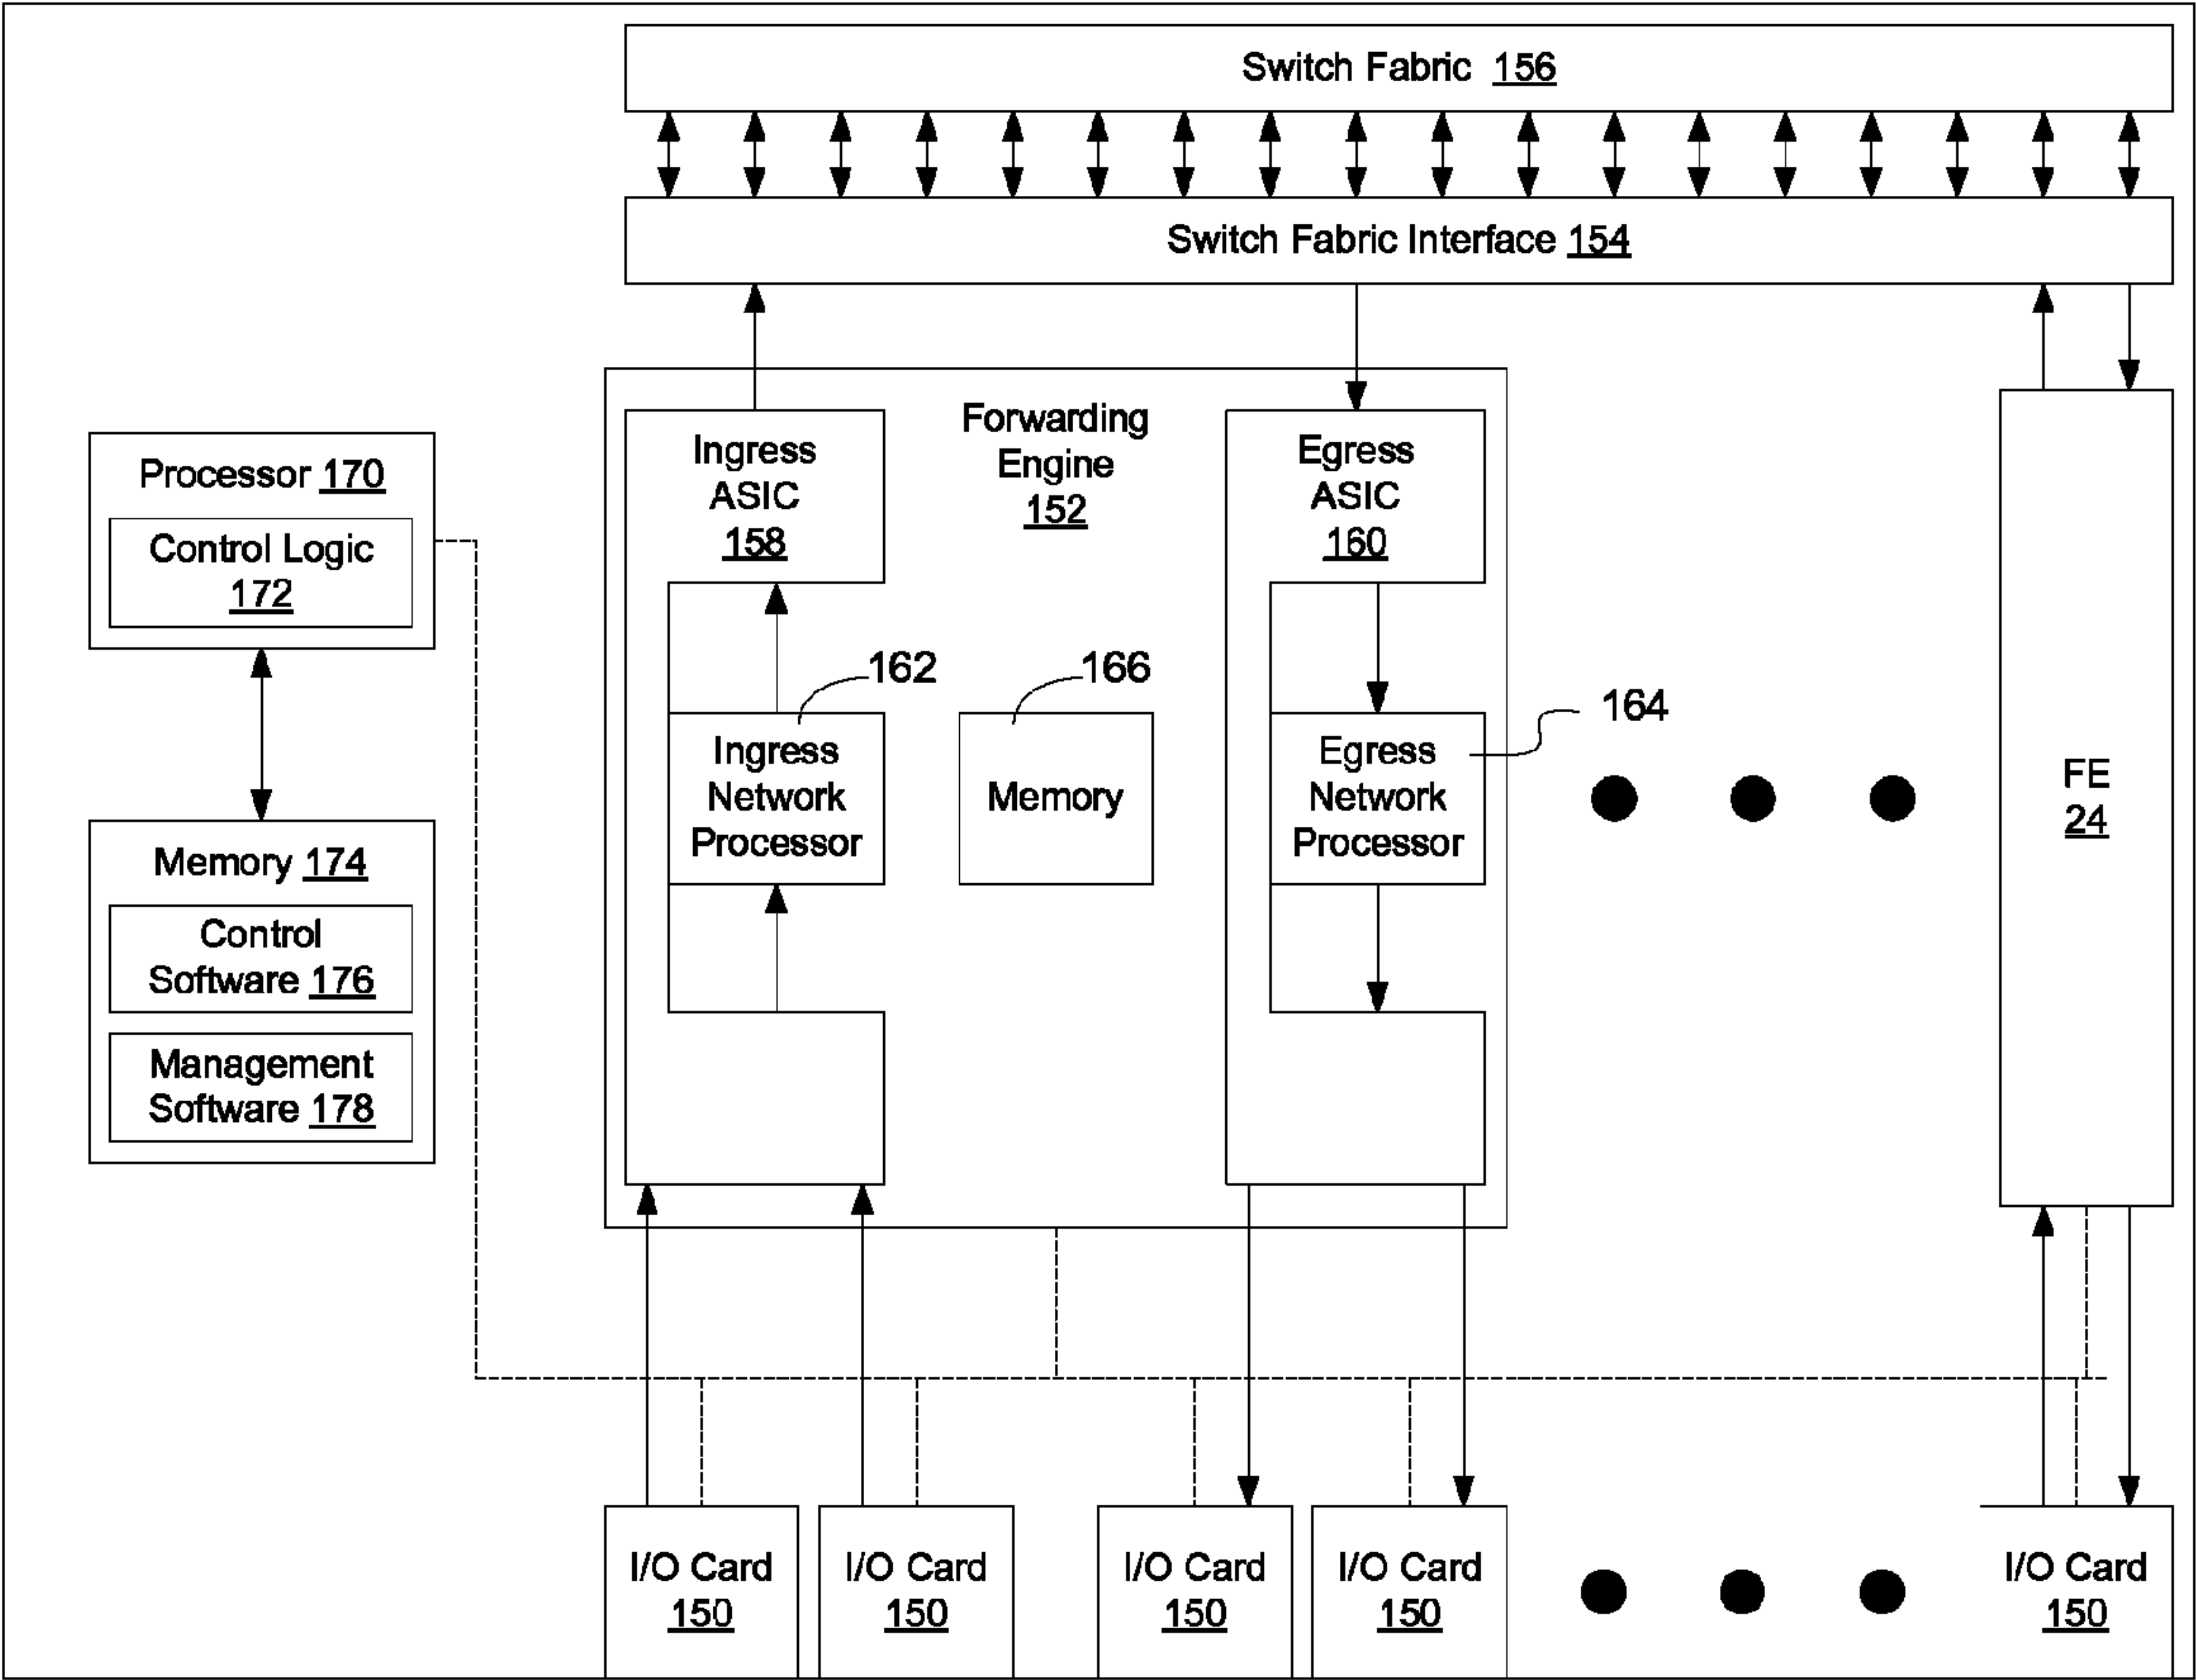 Switch Fabric 156
Switch Fabric Interface 154
Forwarding
Engine
152
Ingress
ASIC
158
Egress
ASIC
160
Processor 170
Control Logic
172
162
166
164
Ingress
Network
Processor
Memory
Egress
Network
Processor
FE
24
Memory 174
Control
Software 176
Management
Software 178
I/O Card
150
I/O Card
150
I/O Card
150
I/O Card
150
I/O Card
150